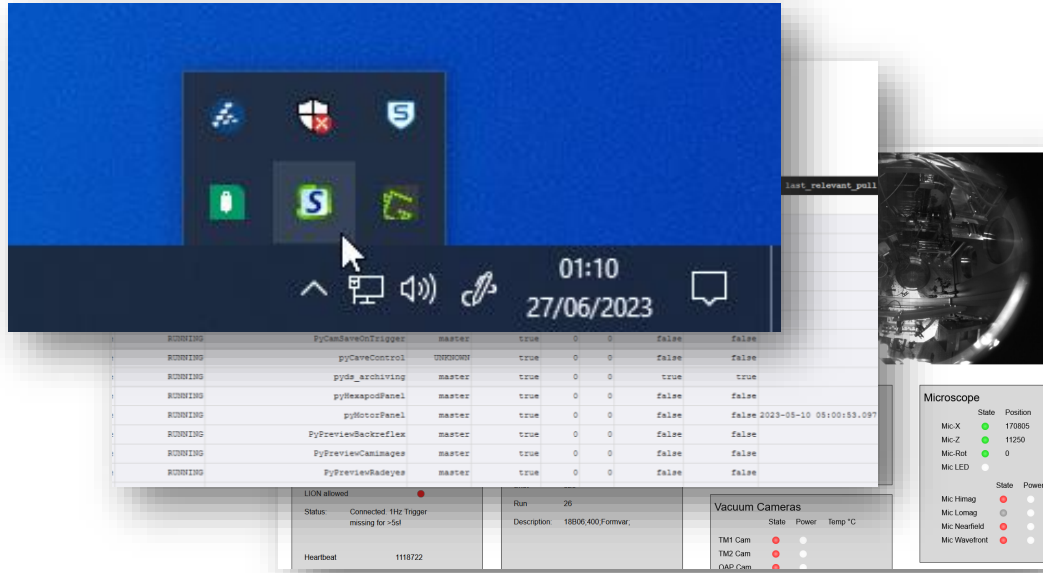 S
S
01:10
27/06/2023
last_relevant_pull
RUNNING PyCamSaveOnTrigger master true 0 0 false false
RUNNING pyCaveControl UNKNOWN true 0 0 false false
RUNNING pyds_archiving master true 0 0 true true
RUNNING pyHexapodPanel master true 0 0 false false
RUNNING pyMotorPanel master true 0 0 false false 2023-05-10 05:00:53.097
RUNNING PyPreviewBackreflex master true 0 0 false false
RUNNING PyPreviewCamimages master true 0 0 false false
RUNNING PyPreviewRadeyes master true 0 0 false false
LION allowed
Status: Connected. 1Hz Trigger
missing for >5s!
Heartbeat 1118722
Run 26
Description: 18B06;400;Formvar;
Vacuum Cameras
State Power Temp °C
TM1 Cam
TM2 Cam
OAP Cam
Microscope
State Position
Mic-X 170805
Mic-Z 11250
Mic-Rot 0
Mic LED
State Power
Mic Himag
Mic Lomag
Mic Nearfield
Mic Wavefront